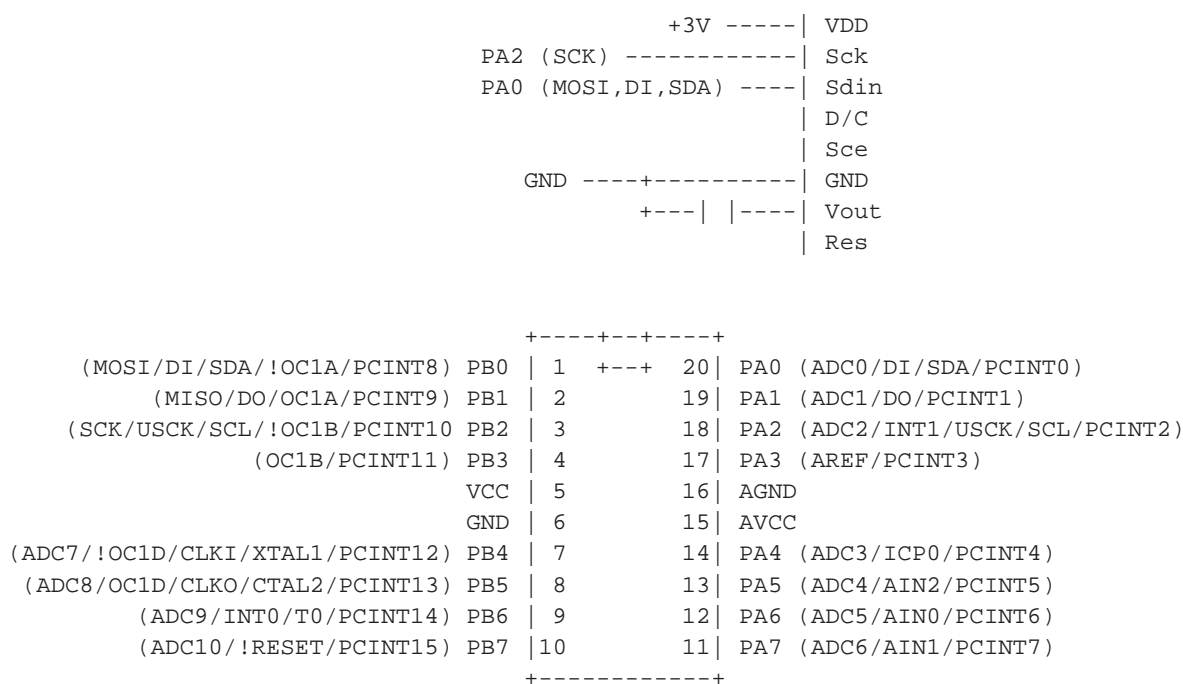 +3V -----| VDD
PA2 (SCK) ------------| Sck
PA0 (MOSI,DI,SDA) ----| Sdin
| D/C
| Sce
GND ----+----------| GND
+---| |----| Vout
| Res
+----+--+----+
(MOSI/DI/SDA/!OC1A/PCINT8) PB0 | 1 +--+ 20| PA0 (ADC0/DI/SDA/PCINT0)
(MISO/DO/OC1A/PCINT9) PB1 | 2 19| PA1 (ADC1/DO/PCINT1)
(SCK/USCK/SCL/!OC1B/PCINT10 PB2 | 3 18| PA2 (ADC2/INT1/USCK/SCL/PCINT2)
(OC1B/PCINT11) PB3 | 4 17| PA3 (AREF/PCINT3)
VCC | 5 16| AGND
GND | 6 15| AVCC
(ADC7/!OC1D/CLKI/XTAL1/PCINT12) PB4 | 7 14| PA4 (ADC3/ICP0/PCINT4)
(ADC8/OC1D/CLKO/CTAL2/PCINT13) PB5 | 8 13| PA5 (ADC4/AIN2/PCINT5)
(ADC9/INT0/T0/PCINT14) PB6 | 9 12| PA6 (ADC5/AIN0/PCINT6)
(ADC10/!RESET/PCINT15) PB7 |10 11| PA7 (ADC6/AIN1/PCINT7)
+------------+